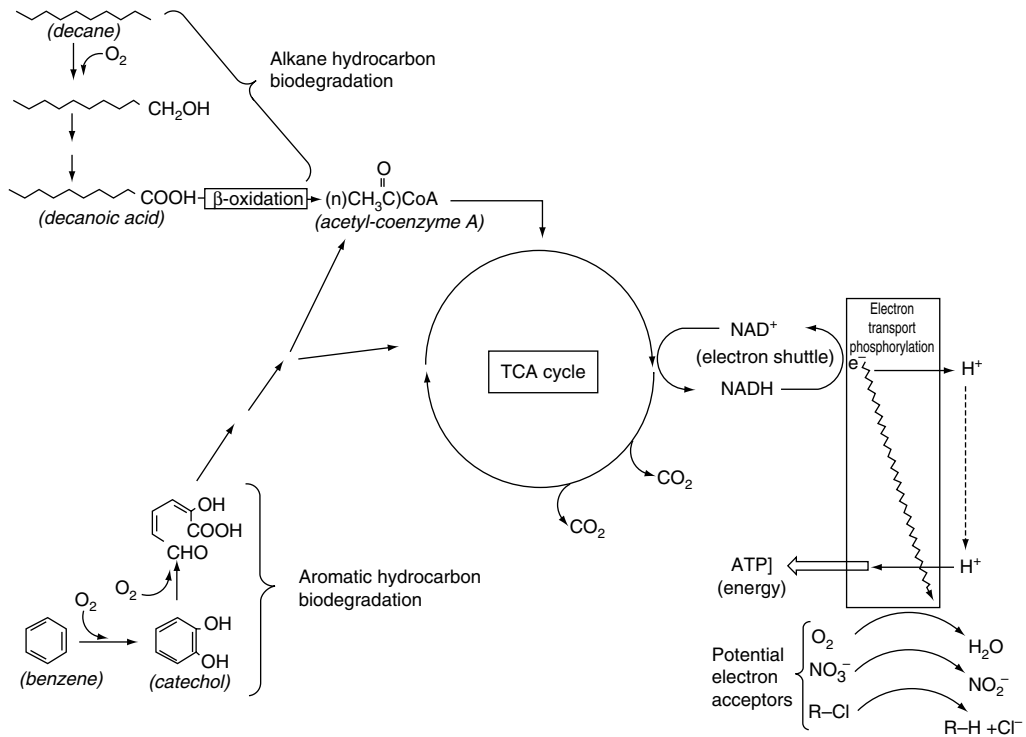 (decane)
O₂
Alkane hydrocarbon
biodegradation
CH₂OH
COOH
β-oxidation
O
(n)CH₃C)CoA
(decanoic acid)
(acetyl-coenzyme A)
TCA cycle
NAD⁺
(electron shuttle)
NADH
Electron
transport
phosphorylation
e⁻
H⁺
CO₂
CO₂
OH
COOH
CHO
O₂
O₂
OH
OH
(benzene)
(catechol)
Aromatic hydrocarbon
biodegradation
ATP]
(energy)
H⁺
Potential
electron
acceptors
O₂
H₂O
NO₃⁻
NO₂⁻
R–Cl
R–H +Cl⁻